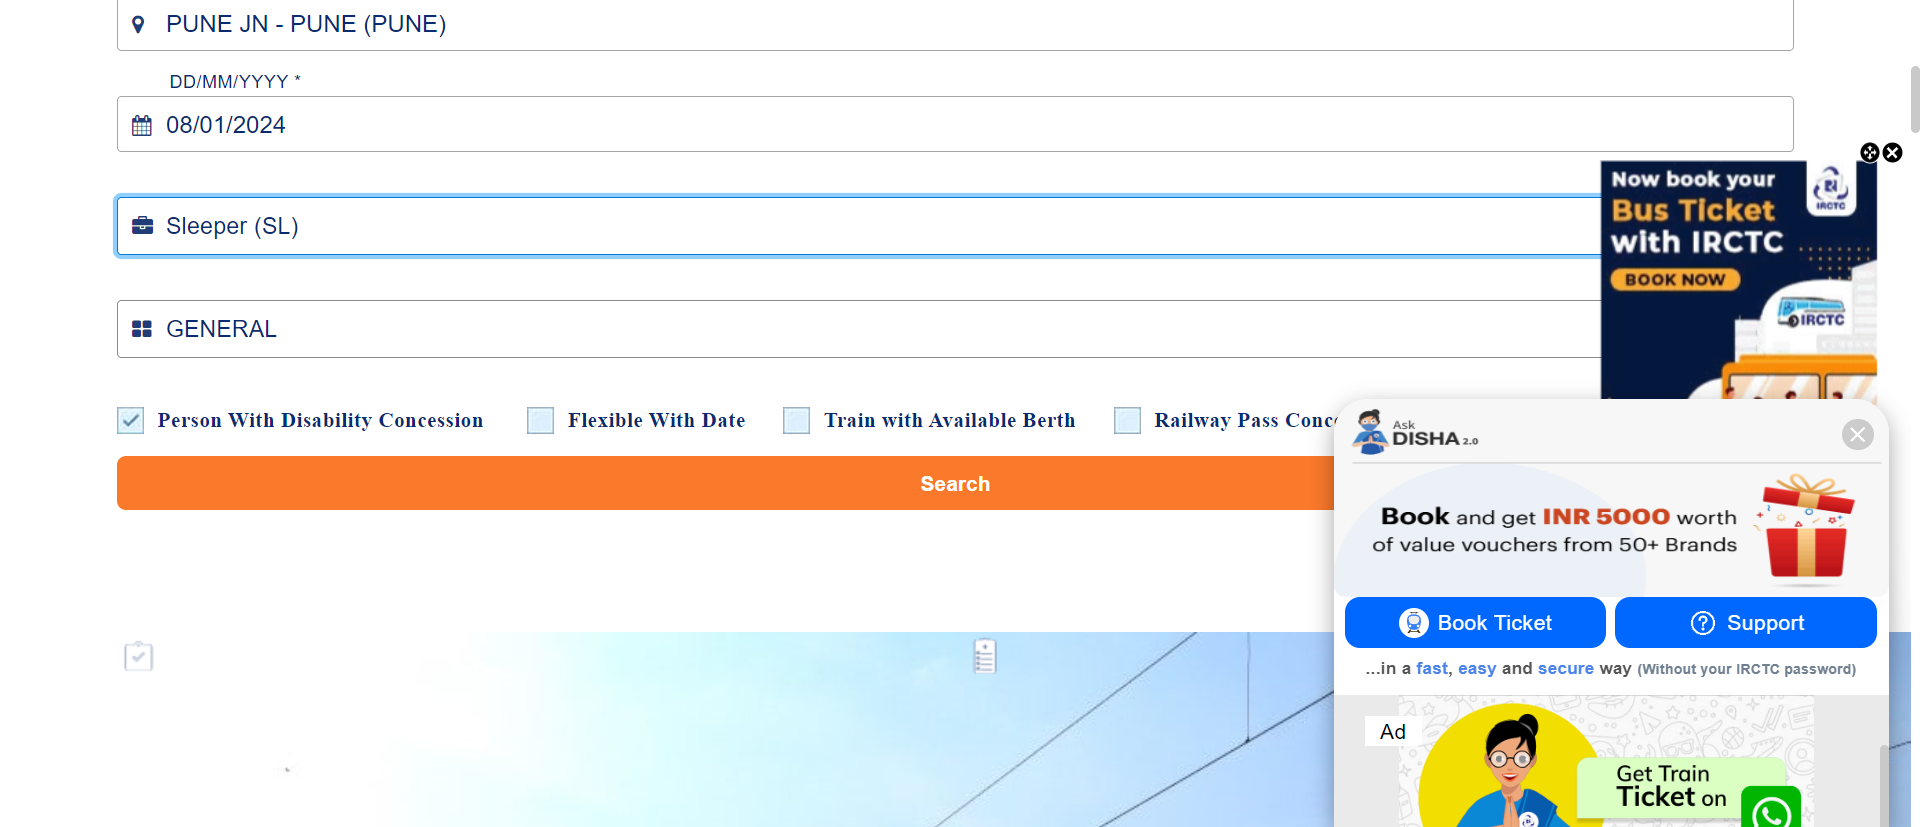 PUNE JN - PUNE (PUNE)
DD/MM/YYYY *
08/01/2024
Sleeper (SL)
GENERAL
Person With Disability Concession
Flexible With Date
Train with Available Berth
Railway Pass Conc
Search
Now book your
Bus Ticket
with IRCTC
BOOK NOW
IRCTC
IRCTC
Ask
DISHA 2.0
Book and get INR 5000 worth
of value vouchers from 50+ Brands
Book Ticket
Support
...in a fast, easy and secure way (Without your IRCTC password)
Ad
Get Train
Ticket on